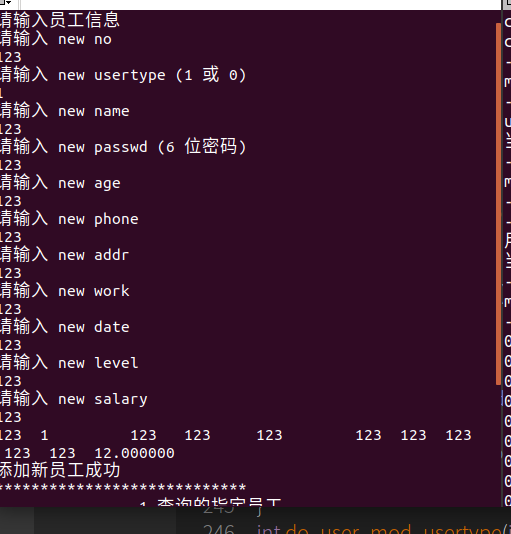 请输入员工信息
请输入 new no
123
请输入 new usertype (1 或 0)
1
请输入 new name
123
请输入 new passwd (6 位密码)
123
请输入 new age
123
请输入 new phone
123
请输入 new addr
123
请输入 new work
123
请输入 new date
123
请输入 new level
123
请输入 new salary
123
123 1 123 123 123 123 123 123
123 123 12.000000
添加新员工成功
****************************
1 查询的指定员工
245 }
246 int do_user_mod_usertype(